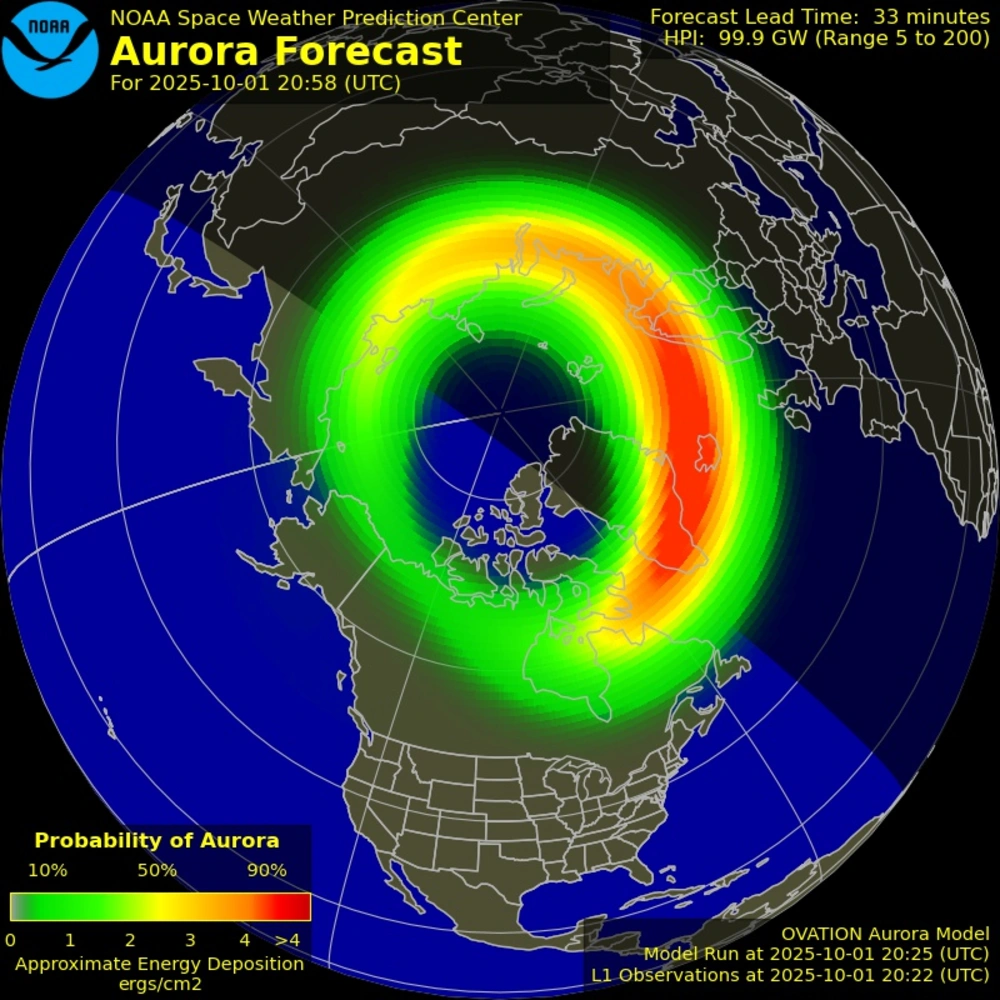 NOAA
NOAA Space Weather Prediction Center
Aurora Forecast
For 2025-10-01 20:58 (UTC)
Forecast Lead Time: 33 minutes
HPI: 99.9 GW (Range 5 to 200)
Probability of Aurora
10% 50% 90%
0 1 2 3 4 >4
Approximate Energy Deposition
ergs/cm2
OVATION Aurora Model
Model Run at 2025-10-01 20:25 (UTC)
L1 Observations at 2025-10-01 20:22 (UTC)